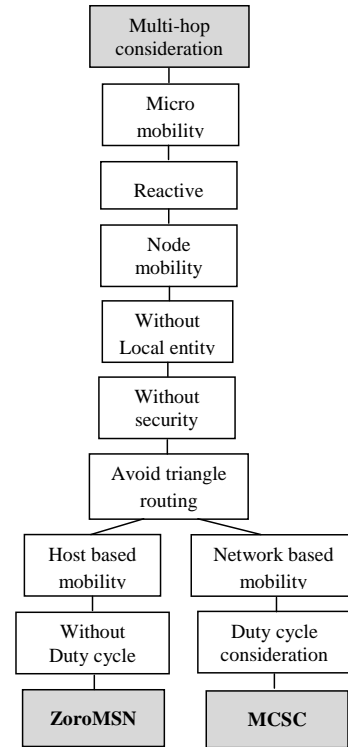 Multi-hop
consideration
Micro
mobility
Reactive
Node
mobility
Without
Local entity
Without
security
Avoid triangle
routing
Host based
mobility
Network based
mobility
Without
Duty cycle
Duty cycle
consideration
ZoroMSN
MCSC